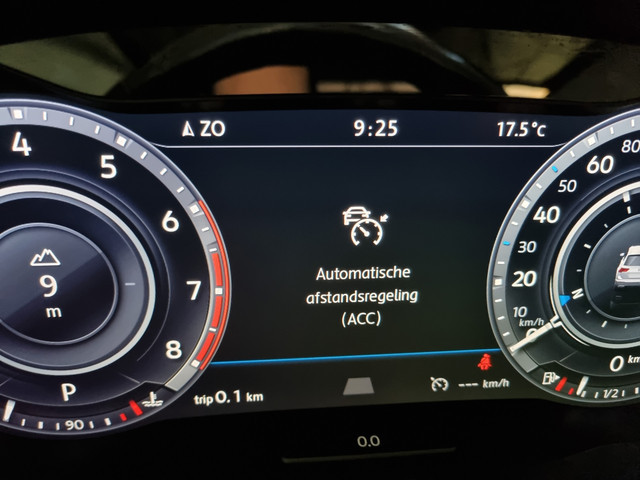 ZO 9:25 17.5°C
4
5
6
7
8
9
m
P
90
Automatische
afstandsregeling
(ACC)
80
60
50
40
30
20
10
km/h
N
0 km
1/2
trip 0.1 km
--- km/h
0.0